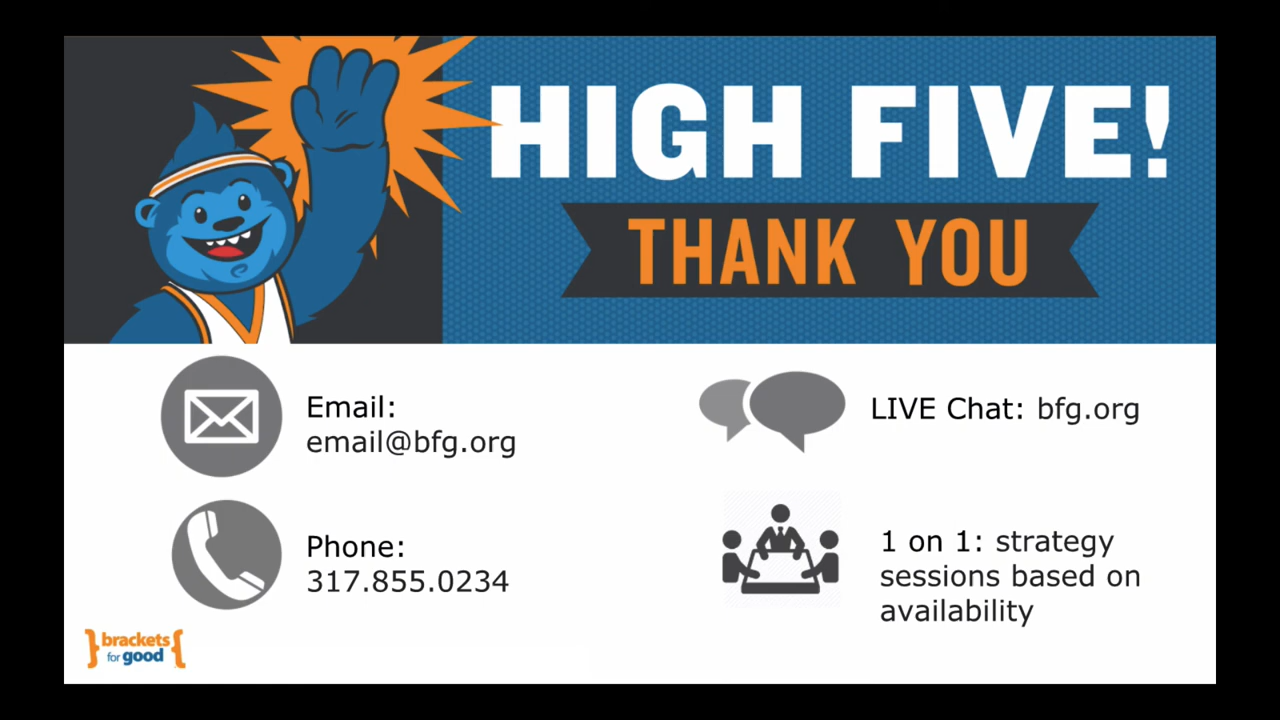 HIGH FIVE!
THANK YOU
Email:
email@bfg.org
LIVE Chat: bfg.org
Phone:
317.855.0234
1 on 1: strategy
sessions based on
availability
}brackets{
for good